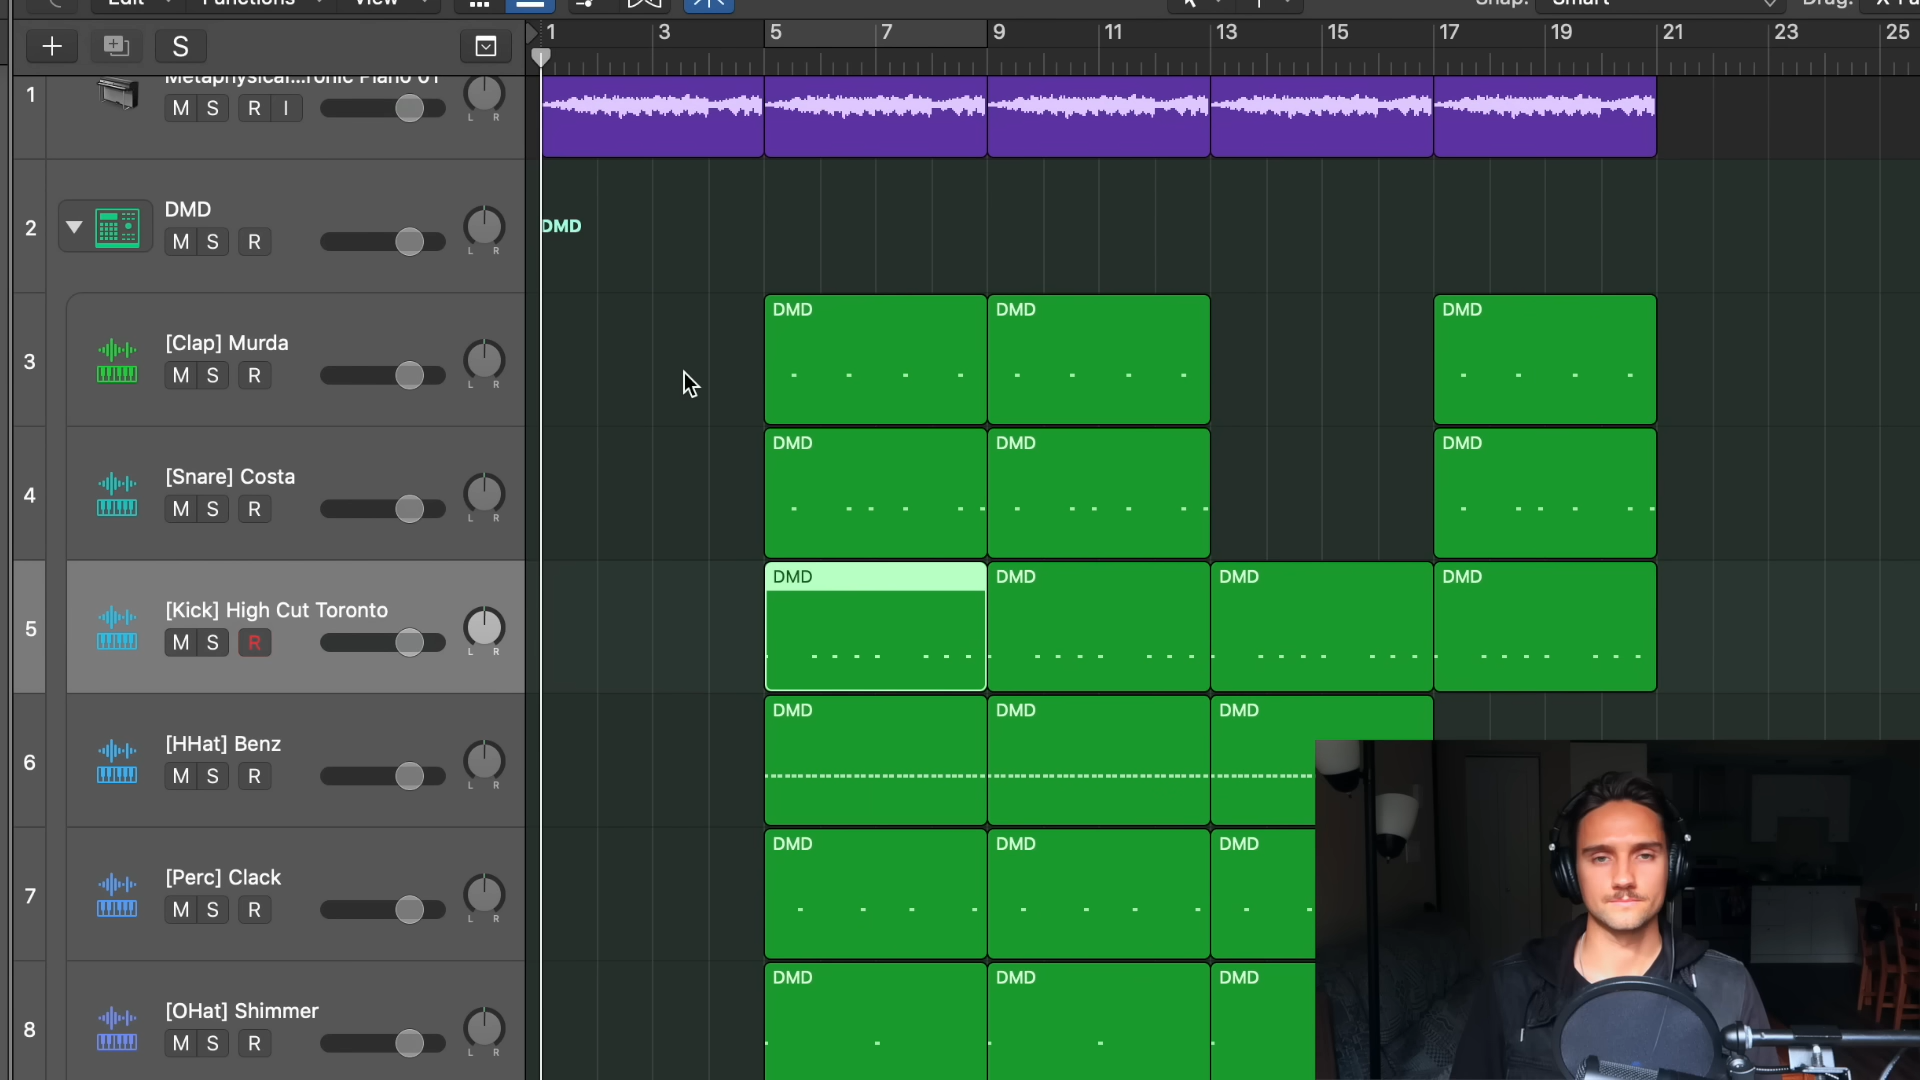 Edit Functions View Snap: Smart Drag:
+ S 1 3 5 7 9 11 13 15 17 19 21 23 25
1 Metaphysical...ronic Piano 01
M S R I L R
2 DMD DMD
M S R L R
3 [Clap] Murda DMD DMD DMD
M S R L R
4 [Snare] Costa DMD DMD DMD
M S R L R
5 [Kick] High Cut Toronto DMD DMD DMD DMD
M S R L R
6 [HHat] Benz DMD DMD DMD
M S R L R
7 [Perc] Clack DMD DMD DMD
M S R L R
8 [OHat] Shimmer DMD DMD DMD
M S R L R